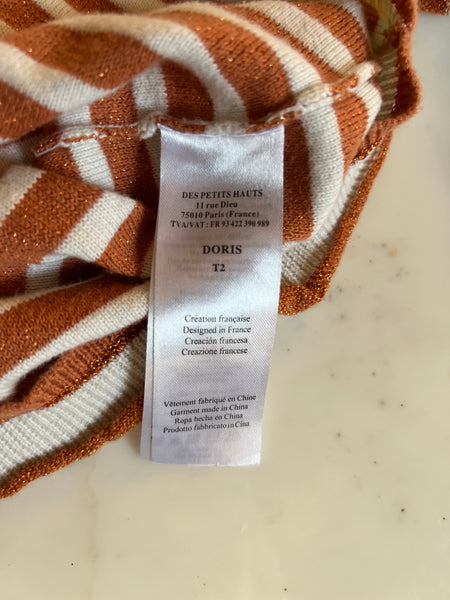 DES PETITS HAUTS
11 rue Dieu
75010 Paris (France)
TVA/VAT : FR 93 422 390 989
DORIS
T2
Création française
Designed in France
Creación francesa
Creazione francese
Vêtement fabriqué en Chine
Garment made in China
Ropa hecha en China
Prodotto fabbricato in Cina